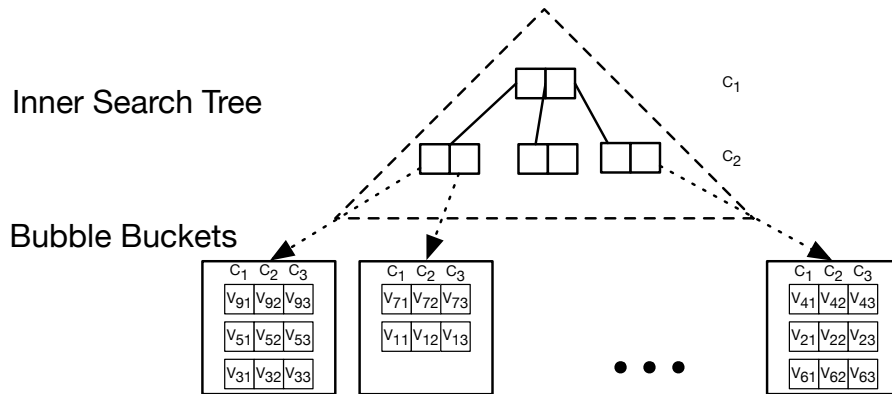 C₁
Inner Search Tree
C₂
Bubble Buckets
C₁ C₂ C₃
V₉₁ V₉₂ V₉₃
V₅₁ V₅₂ V₅₃
V₃₁ V₃₂ V₃₃
C₁ C₂ C₃
V₇₁ V₇₂ V₇₃
V₁₁ V₁₂ V₁₃
C₁ C₂ C₃
V₄₁ V₄₂ V₄₃
V₂₁ V₂₂ V₂₃
V₆₁ V₆₂ V₆₃